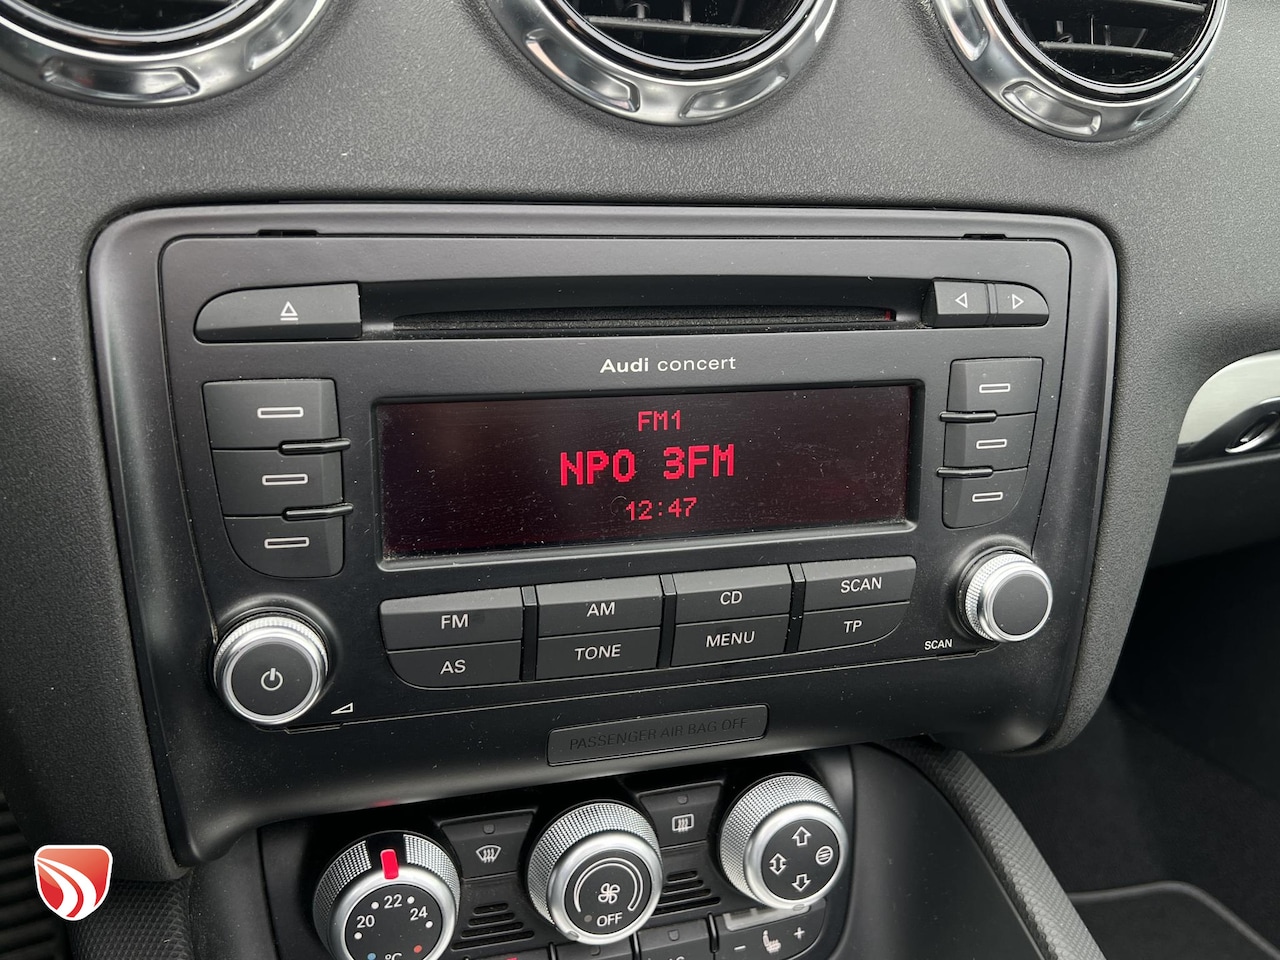 Audi concert
FM1
NPO 3FM
12:47
FM
AM
CD
SCAN
AS
TONE
MENU
TP
SCAN
PASSENGER AIR BAG OFF
20
22
24
°C
OFF
- +